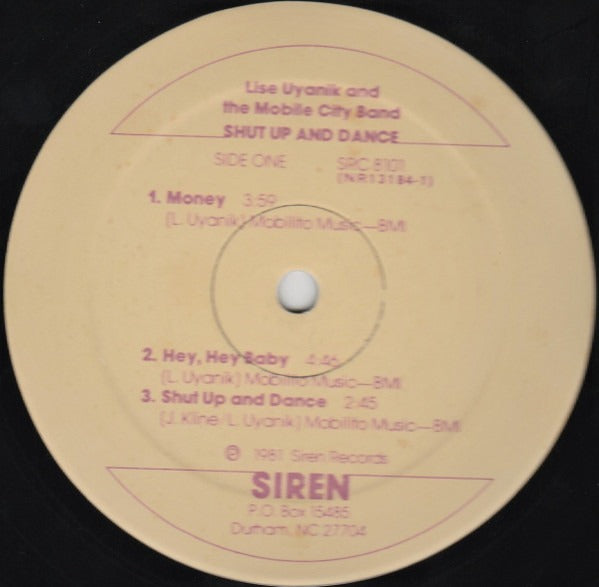 Lise Uyanik and
the Mobile City Band
SHUT UP AND DANCE
SIDE ONE SRC 8101
(NR13184-1)
1. Money 3:59
(L. Uyanik) Mobilito Music—BMI
2. Hey, Hey Baby 4:46
(L. Uyanik) Mobilito Music—BMI
3. Shut Up and Dance 2:45
(J. Kline/L. Uyanik) Mobilito Music—BMI
℗ 1981 Siren Records
SIREN
P.O. Box 15485
Durham, NC 27704